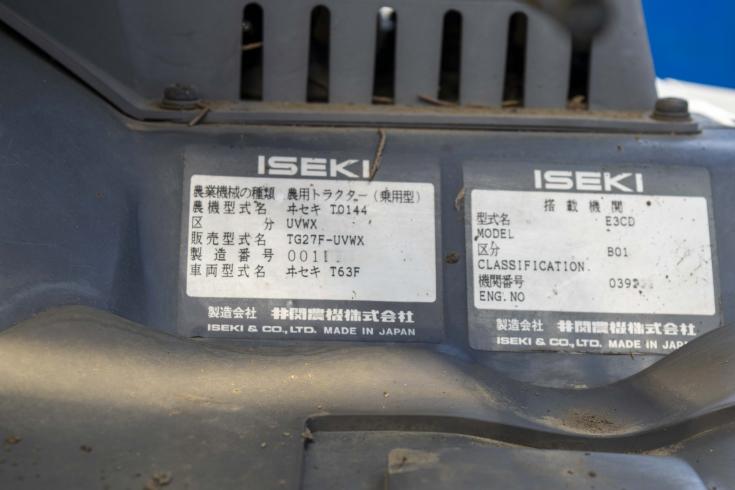 ISEKI
農業機械の種類 農用トラクター（乗用型）
農機型式名 ヰセキ T0144
区分 UVWX
販売型式名 TG27F-UVWX
製造番号 0011
車両型式名 ヰセキ T63F
製造会社 井関農機株式会社
ISEKI & CO., LTD. MADE IN JAPAN
ISEKI
搭載機関
型式名 E3CD
MODEL
区分 B01
CLASSIFICATION.
機関番号 039
ENG.NO
製造会社 井関農機株式会社
ISEKI & CO., LTD. MADE IN JAP